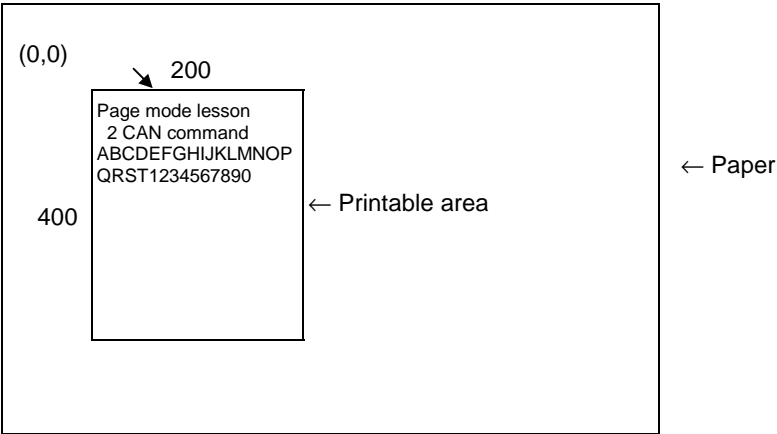 (0,0)
200
Page mode lesson
2 CAN command
ABCDEFGHIJKLMNOP
QRST1234567890
← Paper
← Printable area
400